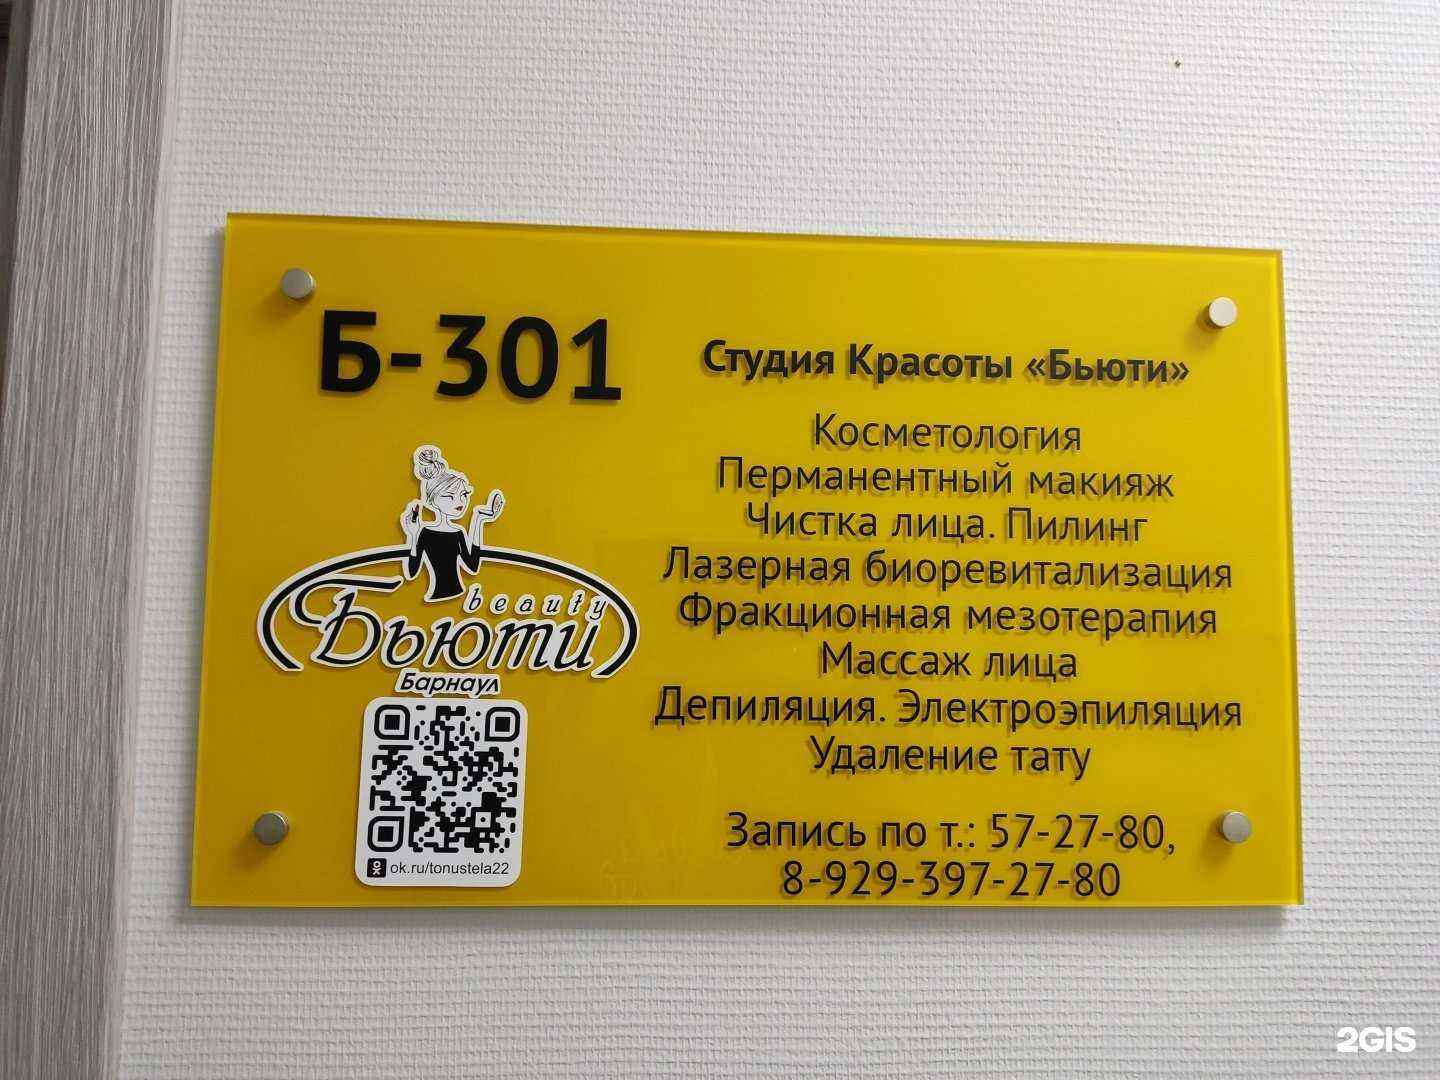 Б-301
Студия Красоты «Бьюти»
Косметология
Перманентный макияж
Чистка лица. Пилинг
Лазерная биоревитализация
Фракционная мезотерапия
Массаж лица
Депиляция. Электроэпиляция
Удаление тату
Запись по т.: 57-27-80,
8-929-397-27-80
beauty
Бьюти
Барнаул
ok.ru/tonustela22
2GIS